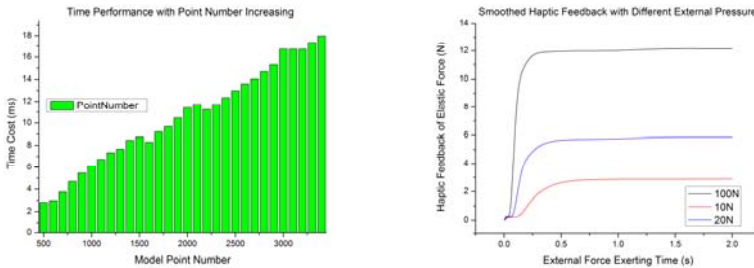 Time Performance with Point Number Increasing
18
16
14
12
10
8
6
4
2
0
Time Cost (ms)
PointNumber
500
1000
1500
2000
2500
3000
Model Point Number
Smoothed Haptic Feedback with Different External Pressure
14
12
10
8
6
4
2
0
Haptic Feedback of Elastic Force (N)
100N
10N
20N
0.0
0.5
1.0
1.5
2.0
External Force Exerting Time (s)